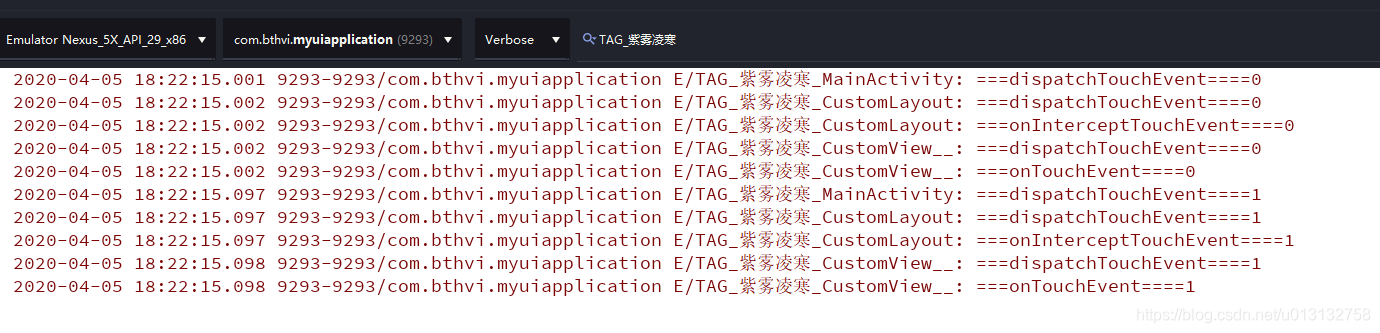 Emulator Nexus_5X_API_29_x86 com.bthvi.myuiapplication (9293) Verbose TAG_紫雾凌寒
2020-04-05 18:22:15.001 9293-9293/com.bthvi.myuiapplication E/TAG_紫雾凌寒_MainActivity: ===dispatchTouchEvent====0
2020-04-05 18:22:15.002 9293-9293/com.bthvi.myuiapplication E/TAG_紫雾凌寒_CustomLayout: ===dispatchTouchEvent====0
2020-04-05 18:22:15.002 9293-9293/com.bthvi.myuiapplication E/TAG_紫雾凌寒_CustomLayout: ===onInterceptTouchEvent====0
2020-04-05 18:22:15.002 9293-9293/com.bthvi.myuiapplication E/TAG_紫雾凌寒_CustomView__: ===dispatchTouchEvent====0
2020-04-05 18:22:15.002 9293-9293/com.bthvi.myuiapplication E/TAG_紫雾凌寒_CustomView__: ===onTouchEvent====0
2020-04-05 18:22:15.097 9293-9293/com.bthvi.myuiapplication E/TAG_紫雾凌寒_MainActivity: ===dispatchTouchEvent====1
2020-04-05 18:22:15.097 9293-9293/com.bthvi.myuiapplication E/TAG_紫雾凌寒_CustomLayout: ===dispatchTouchEvent====1
2020-04-05 18:22:15.097 9293-9293/com.bthvi.myuiapplication E/TAG_紫雾凌寒_CustomLayout: ===onInterceptTouchEvent====1
2020-04-05 18:22:15.098 9293-9293/com.bthvi.myuiapplication E/TAG_紫雾凌寒_CustomView__: ===dispatchTouchEvent====1
2020-04-05 18:22:15.098 9293-9293/com.bthvi.myuiapplication E/TAG_紫雾凌寒_CustomView__: ===onTouchEvent====1
https://blog.csdn.net/u013132758